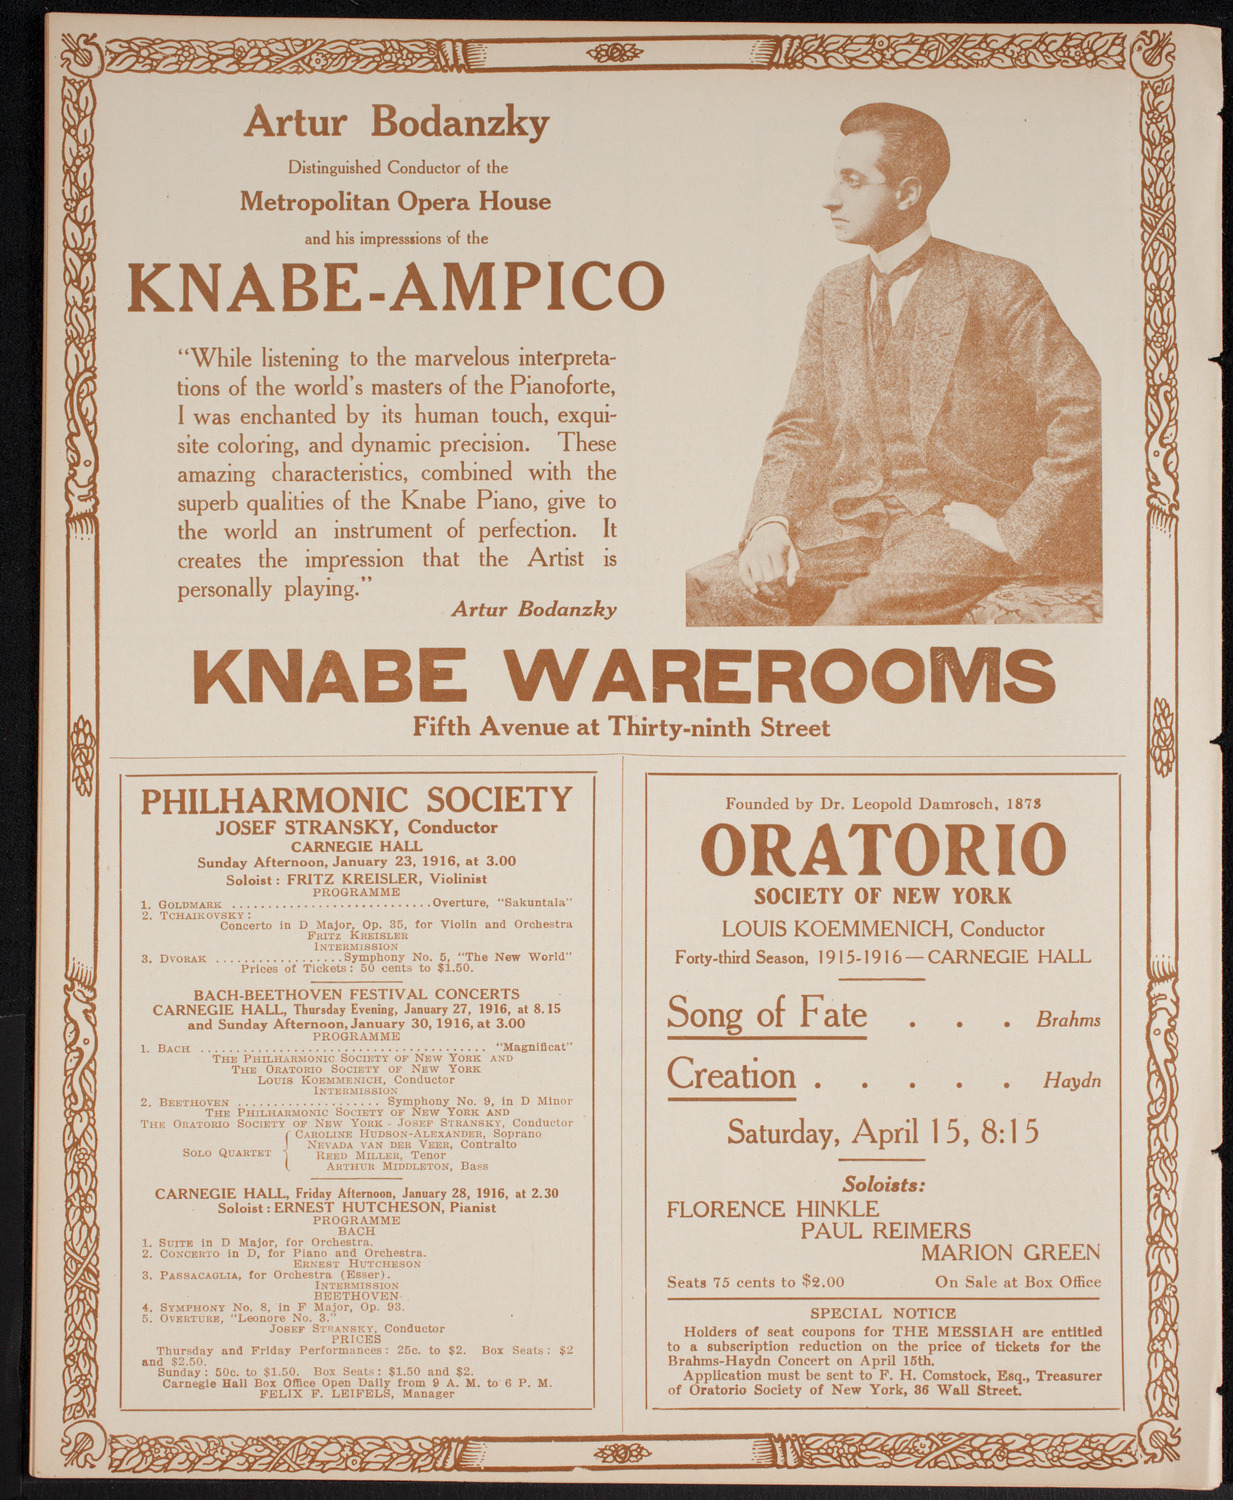 Artur Bodanzky
Distinguished Conductor of the
Metropolitan Opera House
and his impresssions of the
KNABE-AMPICO
“While listening to the marvelous interpreta-
tions of the world’s masters of the Pianoforte,
I was enchanted by its human touch, exqui-
site coloring, and dynamic precision. These
amazing characteristics, combined with the
superb qualities of the Knabe Piano, give to
the world an instrument of perfection. It
creates the impression that the Artist is
personally playing.”
Artur Bodanzky
KNABE WAREROOMS
Fifth Avenue at Thirty-ninth Street
PHILHARMONIC SOCIETY
JOSEF STRANSKY, Conductor
CARNEGIE HALL
Sunday Afternoon, January 23, 1916, at 3.00
Soloist: FRITZ KREISLER, Violinist
PROGRAMME
1. GOLDMARK ..............................Overture, “Sakuntala”
2. TCHAIKOVSKY:
Concerto in D Major, Op. 35, for Violin and Orchestra
FRITZ KREISLER
INTERMISSION
3. DVORAK ..................Symphony No. 5, “The New World”
Prices of Tickets: 50 cents to $1.50.
BACH-BEETHOVEN FESTIVAL CONCERTS
CARNEGIE HALL, Thursday Evening, January 27, 1916, at 8.15
and Sunday Afternoon, January 30, 1916, at 3.00
PROGRAMME
1. BACH ........................................ “Magnificat”
THE PHILHARMONIC SOCIETY OF NEW YORK AND
THE ORATORIO SOCIETY OF NEW YORK
LOUIS KOEMMENICH, Conductor
INTERMISSION
2. BEETHOVEN .................... Symphony No. 9, in D Minor
THE PHILHARMONIC SOCIETY OF NEW YORK AND
THE ORATORIO SOCIETY OF NEW YORK - JOSEF STRANSKY, Conductor
SOLO QUARTET { CAROLINE HUDSON-ALEXANDER, Soprano
NEVADA VAN DER VEER, Contralto
REED MILLER, Tenor
ARTHUR MIDDLETON, Bass
CARNEGIE HALL, Friday Afternoon, January 28, 1916, at 2.30
Soloist: ERNEST HUTCHESON, Pianist
PROGRAMME
BACH
1. SUITE in D Major, for Orchestra.
2. CONCERTO in D, for Piano and Orchestra.
ERNEST HUTCHESON
3. PASSACAGLIA, for Orchestra (Esser).
INTERMISSION
BEETHOVEN
4. SYMPHONY No. 8, in F Major, Op. 93.
5. OVERTURE, “Leonore No. 3.”
JOSEF STRANSKY, Conductor
PRICES
Thursday and Friday Performances: 25c. to $2. Box Seats: $2
and $2.50.
Sunday: 50c. to $1.50. Box Seats: $1.50 and $2.
Carnegie Hall Box Office Open Daily from 9 A. M. to 6 P. M.
FELIX F. LEIFELS, Manager
Founded by Dr. Leopold Damrosch, 1873
ORATORIO
SOCIETY OF NEW YORK
LOUIS KOEMMENICH, Conductor
Forty-third Season, 1915-1916—CARNEGIE HALL
Song of Fate . . . Brahms
Creation . . . . . Haydn
Saturday, April 15, 8:15
Soloists:
FLORENCE HINKLE
PAUL REIMERS
MARION GREEN
Seats 75 cents to $2.00 On Sale at Box Office
SPECIAL NOTICE
Holders of seat coupons for THE MESSIAH are entitled
to a subscription reduction on the price of tickets for the
Brahms-Haydn Concert on April 15th.
Application must be sent to F. H. Comstock, Esq., Treasurer
of Oratorio Society of New York, 36 Wall Street.